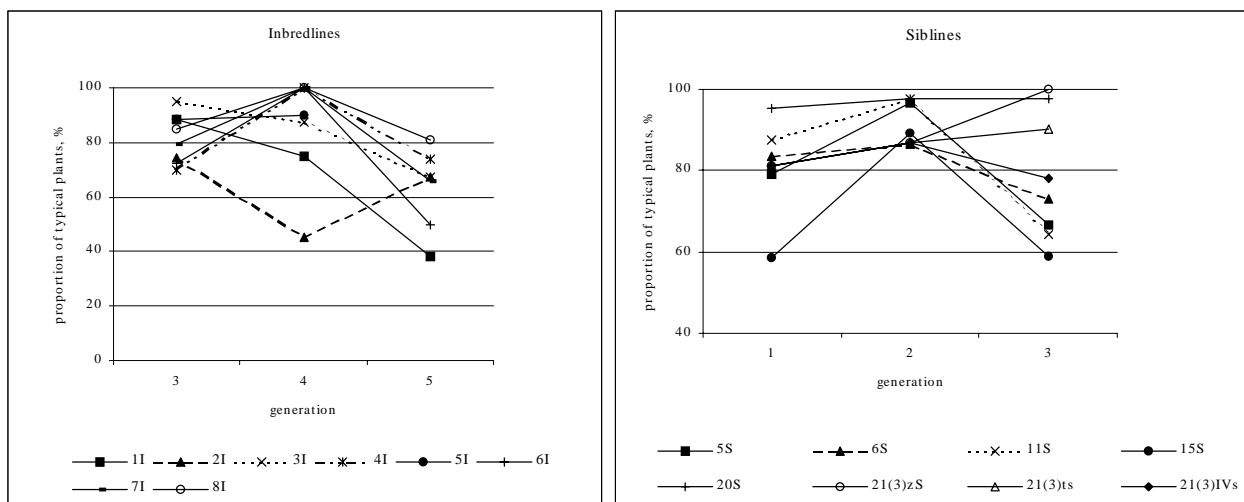 Inbredlines
proportion of typical plants, %
100
80
60
40
20
0
3 4 5
generation
1I 2I 3I 4I 5I 6I
7I 8I
Siblines
proportion of typical plants, %
100
80
60
40
1 2 3
generation
5S 6S 11S 15S
20S 21(3)zS 21(3)ts 21(3)IVs